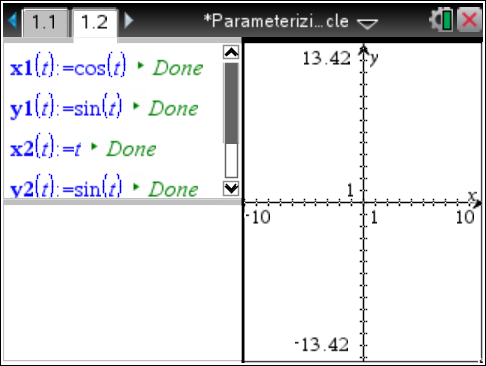 1.1 1.2 *Parameterizi…cle
x1(t):=cos(t) ▸ Done
y1(t):=sin(t) ▸ Done
x2(t):=t ▸ Done
y2(t):=sin(t) ▸ Done
13.42 y
1
x
-10 1 10
-13.42